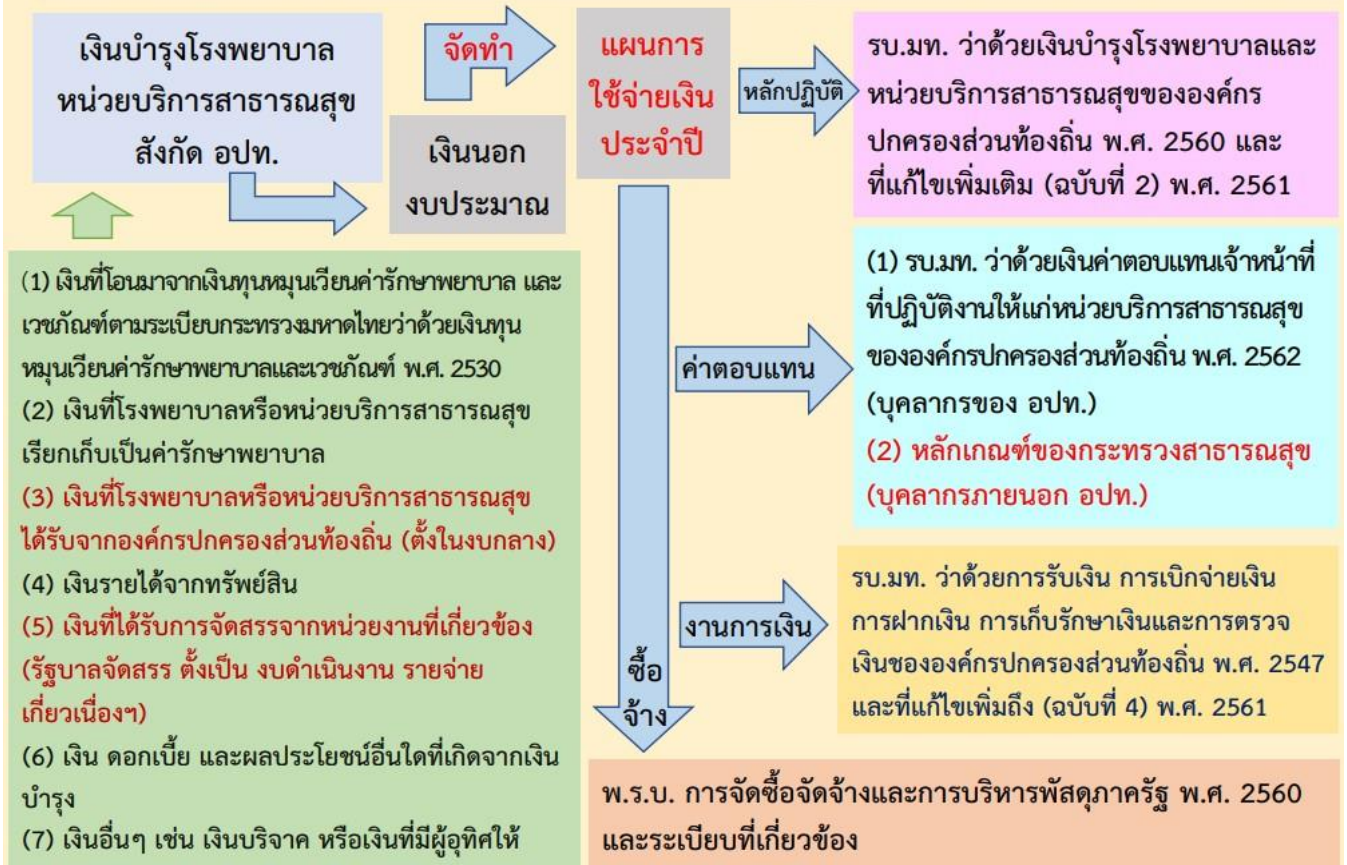 เงินบำรุงโรงพยาบาล
หน่วยบริการสาธารณสุข
สังกัด อปท.
จัดทำ
เงินนอก
งบประมาณ
แผนการ
ใช้จ่ายเงิน
ประจำปี
หลักปฏิบัติ
รบ.มท. ว่าด้วยเงินบำรุงโรงพยาบาลและ
หน่วยบริการสาธารณสุขขององค์กร
ปกครองส่วนท้องถิ่น พ.ศ. 2560 และ
ที่แก้ไขเพิ่มเติม (ฉบับที่ 2) พ.ศ. 2561
(1) เงินที่โอนมาจากเงินทุนหมุนเวียนค่ารักษาพยาบาล และ
เวชภัณฑ์ตามระเบียบกระทรวงมหาดไทยว่าด้วยเงินทุน
หมุนเวียนค่ารักษาพยาบาลและเวชภัณฑ์ พ.ศ. 2530
(2) เงินที่โรงพยาบาลหรือหน่วยบริการสาธารณสุข
เรียกเก็บเป็นค่ารักษาพยาบาล
(3) เงินที่โรงพยาบาลหรือหน่วยบริการสาธารณสุข
ได้รับจากองค์กรปกครองส่วนท้องถิ่น (ตั้งในงบกลาง)
(4) เงินรายได้จากทรัพย์สิน
(5) เงินที่ได้รับการจัดสรรจากหน่วยงานที่เกี่ยวข้อง
(รัฐบาลจัดสรร ตั้งเป็น งบดำเนินงาน รายจ่าย
เกี่ยวเนื่องฯ)
(6) เงิน ดอกเบี้ย และผลประโยชน์อื่นใดที่เกิดจากเงิน
บำรุง
(7) เงินอื่นๆ เช่น เงินบริจาค หรือเงินที่มีผู้อุทิศให้
ค่าตอบแทน
(1) รบ.มท. ว่าด้วยเงินค่าตอบแทนเจ้าหน้าที่
ที่ปฏิบัติงานให้แก่หน่วยบริการสาธารณสุข
ขององค์กรปกครองส่วนท้องถิ่น พ.ศ. 2562
(บุคลากรของ อปท.)
(2) หลักเกณฑ์ของกระทรวงสาธารณสุข
(บุคลากรภายนอก อปท.)
งานการเงิน
รบ.มท. ว่าด้วยการรับเงิน การเบิกจ่ายเงิน
การฝากเงิน การเก็บรักษาเงินและการตรวจ
เงินชององค์กรปกครองส่วนท้องถิ่น พ.ศ. 2547
และที่แก้ไขเพิ่มถึง (ฉบับที่ 4) พ.ศ. 2561
ซื้อ
จ้าง
พ.ร.บ. การจัดซื้อจัดจ้างและการบริหารพัสดุภาครัฐ พ.ศ. 2560
และระเบียบที่เกี่ยวข้อง